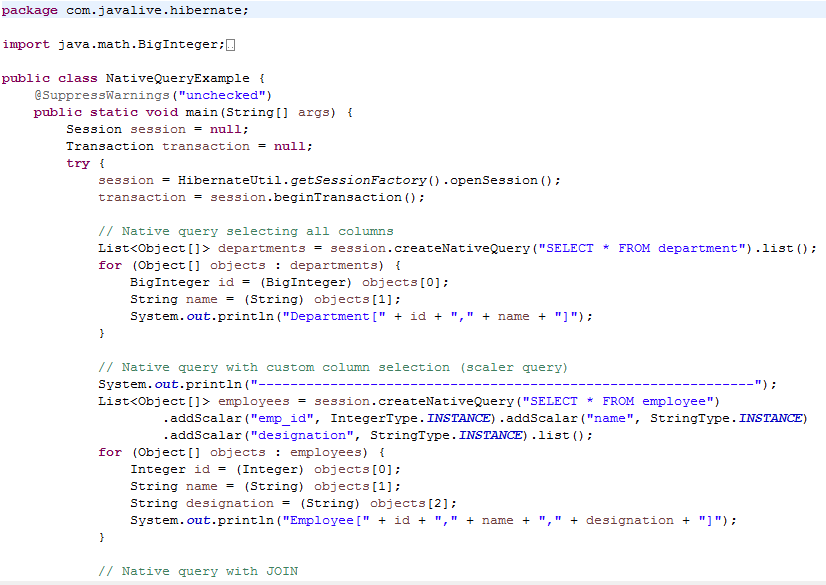 package com.javalive.hibernate;
import java.math.BigInteger;
public class NativeQueryExample {
@SuppressWarnings("unchecked")
public static void main(String[] args) {
Session session = null;
Transaction transaction = null;
try {
session = HibernateUtil.getSessionFactory().openSession();
transaction = session.beginTransaction();
// Native query selecting all columns
List<Object[]> departments = session.createNativeQuery("SELECT * FROM department").list();
for (Object[] objects : departments) {
BigInteger id = (BigInteger) objects[0];
String name = (String) objects[1];
System.out.println("Department[" + id + "," + name + "]");
}
// Native query with custom column selection (scaler query)
System.out.println("--------------------------------------------------------------");
List<Object[]> employees = session.createNativeQuery("SELECT * FROM employee")
.addScalar("emp_id", IntegerType.INSTANCE).addScalar("name", StringType.INSTANCE)
.addScalar("designation", StringType.INSTANCE).list();
for (Object[] objects : employees) {
Integer id = (Integer) objects[0];
String name = (String) objects[1];
String designation = (String) objects[2];
System.out.println("Employee[" + id + "," + name + "," + designation + "]");
}
// Native query with JOIN